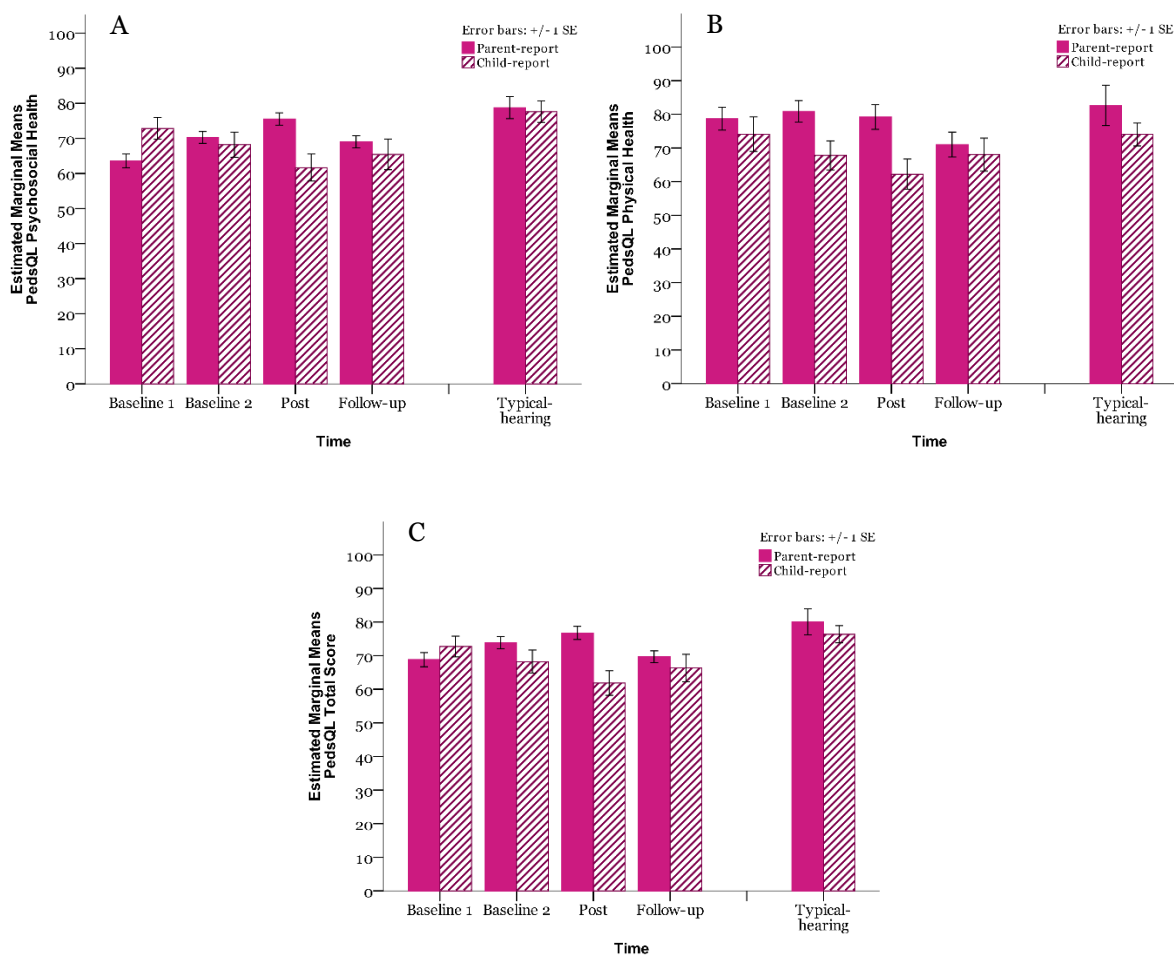 A
Error bars: +/- 1 SE
Parent-report
Child-report
Estimated Marginal Means
PedsQL Psychosocial Health
100
90
80
70
60
50
40
30
20
10
0
Baseline 1 Baseline 2 Post Follow-up Typical-
hearing
Time
B
Error bars: +/- 1 SE
Parent-report
Child-report
Estimated Marginal Means
PedsQL Physical Health
100
90
80
70
60
50
40
30
20
10
0
Baseline 1 Baseline 2 Post Follow-up Typical-
hearing
Time
C
Error bars: +/- 1 SE
Parent-report
Child-report
Estimated Marginal Means
PedsQL Total Score
100
90
80
70
60
50
40
30
20
10
0
Baseline 1 Baseline 2 Post Follow-up Typical-
hearing
Time